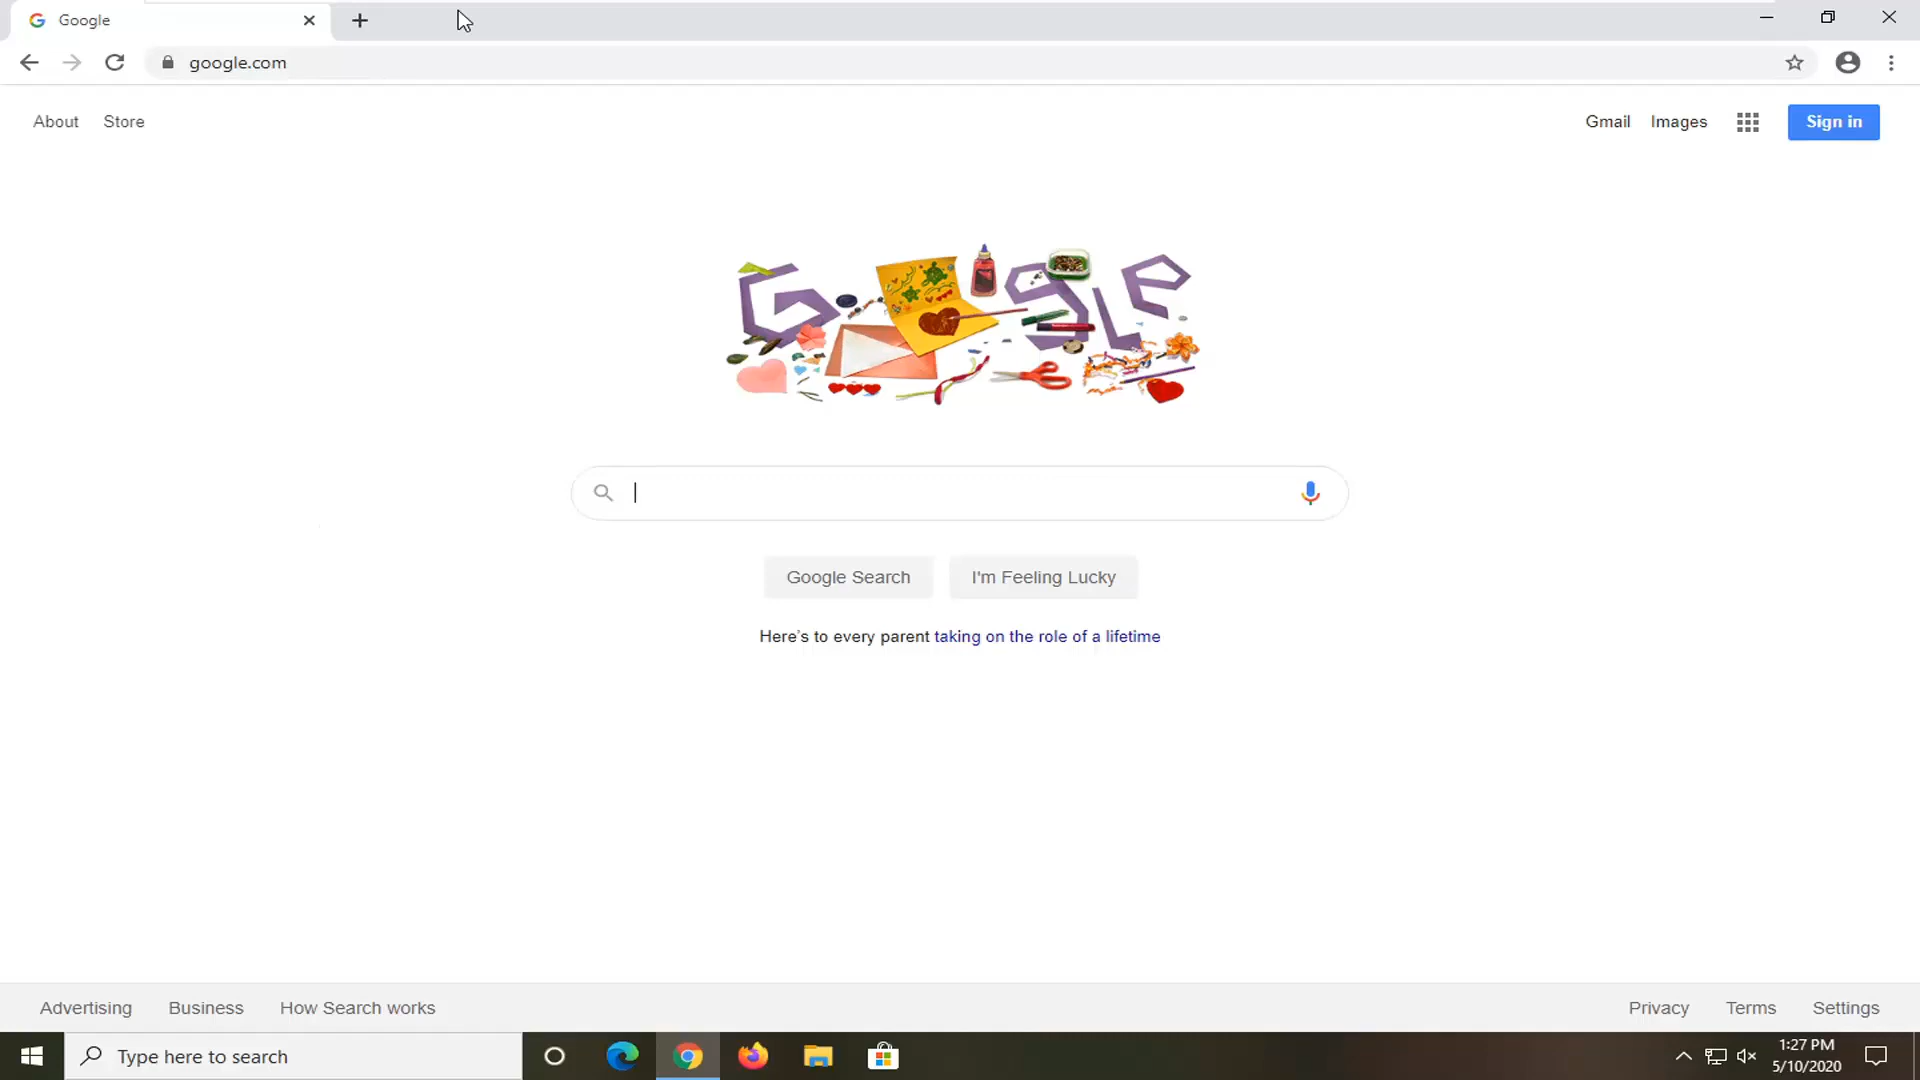 Google
google.com
About Store
Gmail Images Sign in
Google Search I'm Feeling Lucky
Here's to every parent taking on the role of a lifetime
Advertising Business How Search works
Privacy Terms Settings
Type here to search
1:27 PM
5/10/2020